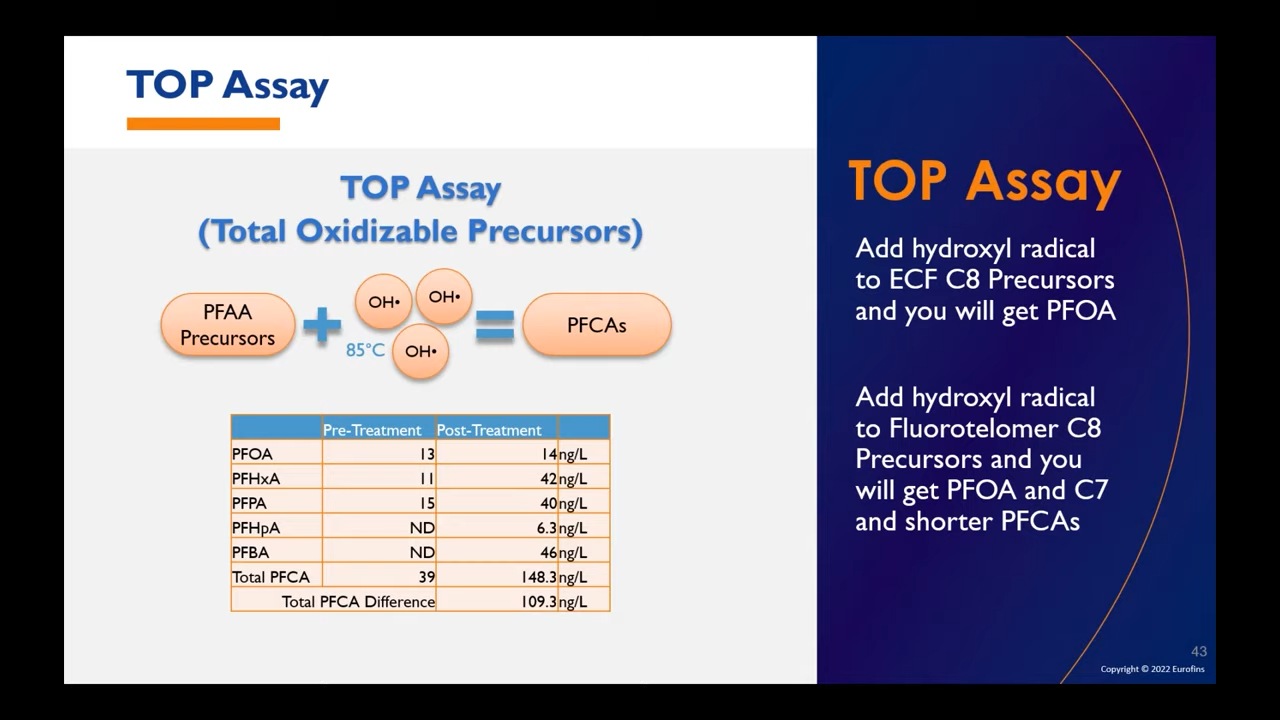 TOP Assay
TOP Assay
(Total Oxidizable Precursors)
PFAA
Precursors
OH•
OH•
85°C
OH•
PFCAs
Pre-Treatment Post-Treatment
PFOA 13 14 ng/L
PFHxA 11 42 ng/L
PFPA 15 40 ng/L
PFHpA ND 6.3 ng/L
PFBA ND 46 ng/L
Total PFCA 39 148.3 ng/L
Total PFCA Difference 109.3 ng/L
TOP Assay
Add hydroxyl radical
to ECF C8 Precursors
and you will get PFOA
Add hydroxyl radical
to Fluorotelomer C8
Precursors and you
will get PFOA and C7
and shorter PFCAs
43
Copyright © 2022 Eurofins